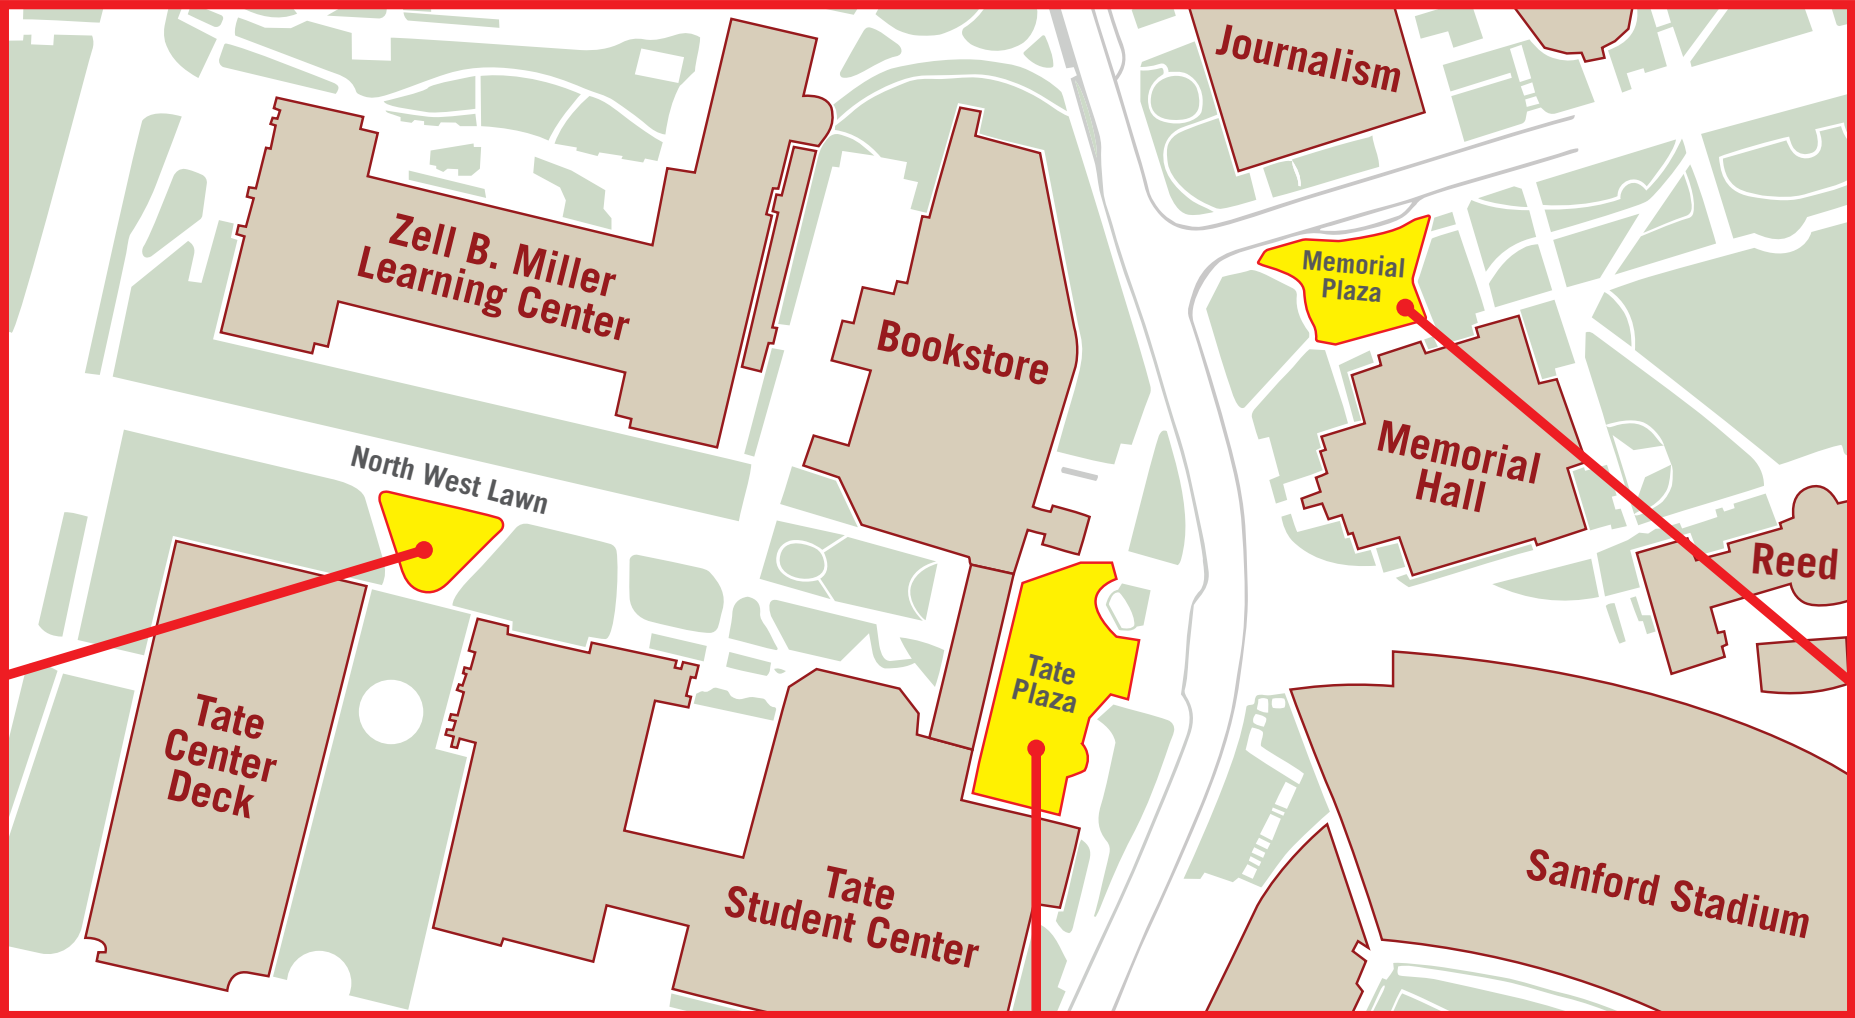 Journalism
Zell B. Miller
Learning Center
Memorial
Plaza
Bookstore
Memorial
Hall
North West Lawn
Reed
Tate
Plaza
Tate
Center
Deck
Tate
Student Center
Sanford Stadium